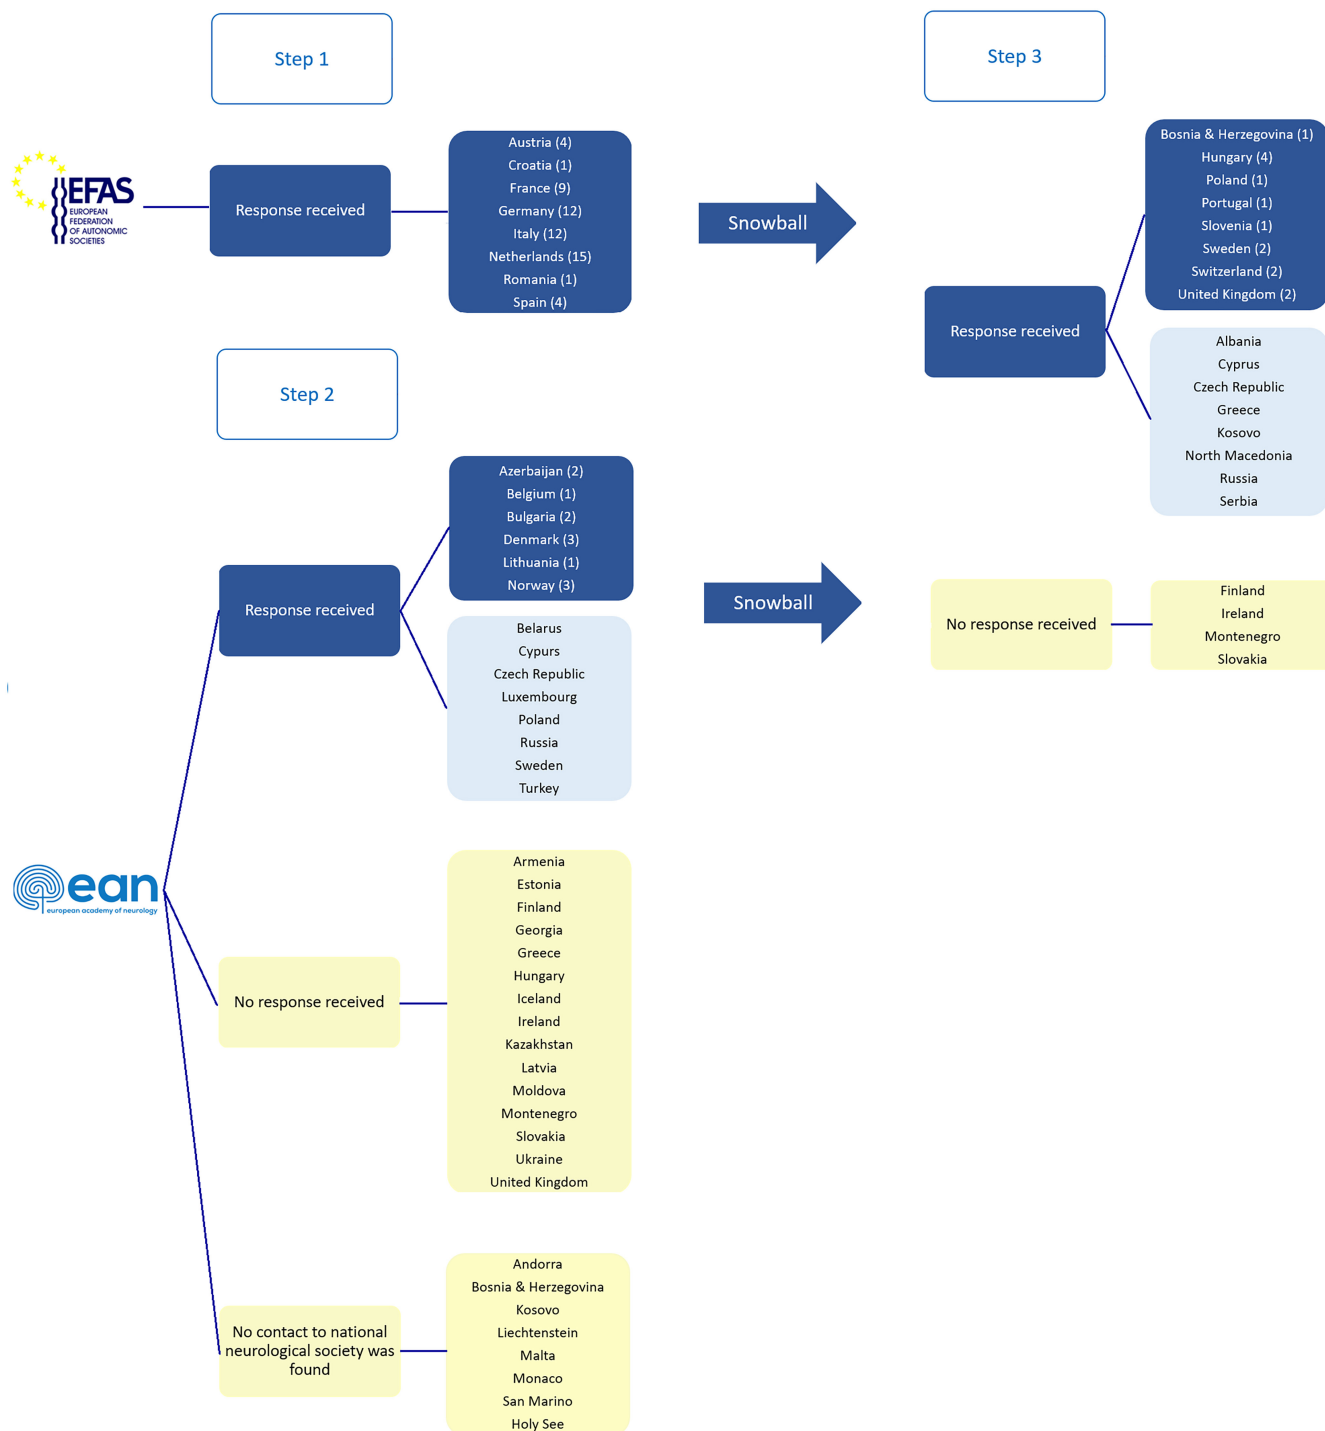 Step 1
EFAS
EUROPEAN
FEDERATION
OF AUTONOMIC
SOCIETIES
Response received
Austria (4)
Croatia (1)
France (9)
Germany (12)
Italy (12)
Netherlands (15)
Romania (1)
Spain (4)
Snowball
Step 2
ean
european academy of neurology
Response received
Azerbaijan (2)
Belgium (1)
Bulgaria (2)
Denmark (3)
Lithuania (1)
Norway (3)
Belarus
Cypurs
Czech Republic
Luxembourg
Poland
Russia
Sweden
Turkey
No response received
Armenia
Estonia
Finland
Georgia
Greece
Hungary
Iceland
Ireland
Kazakhstan
Latvia
Moldova
Montenegro
Slovakia
Ukraine
United Kingdom
No contact to national
neurological society was
found
Andorra
Bosnia & Herzegovina
Kosovo
Liechtenstein
Malta
Monaco
San Marino
Holy See
Snowball
Step 3
Response received
Bosnia & Herzegovina (1)
Hungary (4)
Poland (1)
Portugal (1)
Slovenia (1)
Sweden (2)
Switzerland (2)
United Kingdom (2)
Albania
Cyprus
Czech Republic
Greece
Kosovo
North Macedonia
Russia
Serbia
No response received
Finland
Ireland
Montenegro
Slovakia